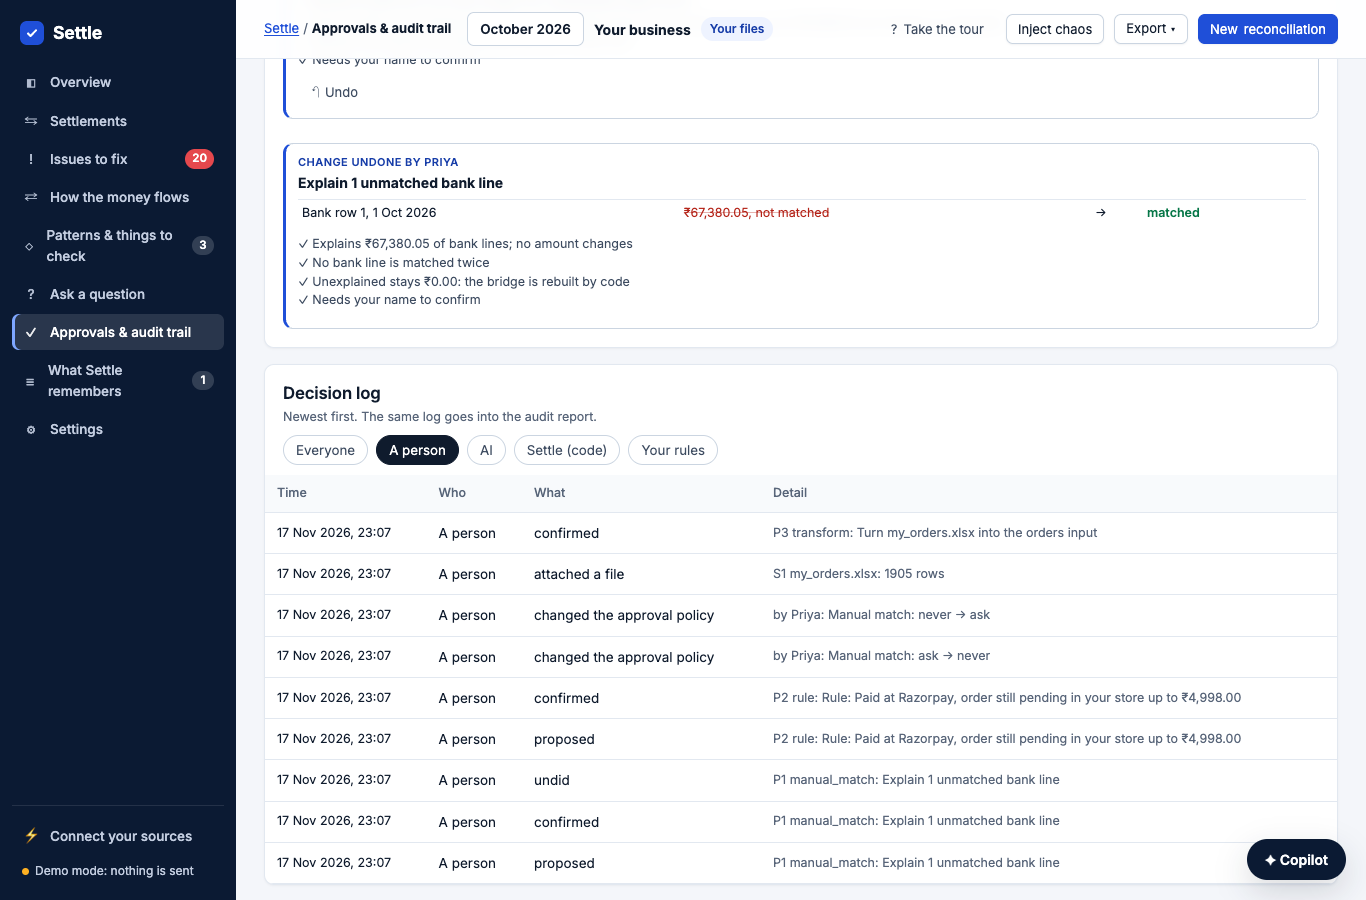 Settle
Overview
Settlements
Issues to fix 20
How the money flows
Patterns & things to check 3
Ask a question
Approvals & audit trail
What Settle remembers 1
Settings
Connect your sources
Demo mode: nothing is sent
Settle / Approvals & audit trail
October 2026
Your business
Your files
? Take the tour
Inject chaos
Export
New reconciliation
✓ Needs your name to confirm
Undo
CHANGE UNDONE BY PRIYA
Explain 1 unmatched bank line
Bank row 1, 1 Oct 2026 ₹67,380.05, not matched → matched
✓ Explains ₹67,380.05 of bank lines; no amount changes
✓ No bank line is matched twice
✓ Unexplained stays ₹0.00: the bridge is rebuilt by code
✓ Needs your name to confirm
Decision log
Newest first. The same log goes into the audit report.
Everyone A person AI Settle (code) Your rules
Time Who What Detail
17 Nov 2026, 23:07 A person confirmed P3 transform: Turn my_orders.xlsx into the orders input
17 Nov 2026, 23:07 A person attached a file S1 my_orders.xlsx: 1905 rows
17 Nov 2026, 23:07 A person changed the approval policy by Priya: Manual match: never → ask
17 Nov 2026, 23:07 A person changed the approval policy by Priya: Manual match: ask → never
17 Nov 2026, 23:07 A person confirmed P2 rule: Rule: Paid at Razorpay, order still pending in your store up to ₹4,998.00
17 Nov 2026, 23:07 A person proposed P2 rule: Rule: Paid at Razorpay, order still pending in your store up to ₹4,998.00
17 Nov 2026, 23:07 A person undid P1 manual_match: Explain 1 unmatched bank line
17 Nov 2026, 23:07 A person confirmed P1 manual_match: Explain 1 unmatched bank line
17 Nov 2026, 23:07 A person proposed P1 manual_match: Explain 1 unmatched bank line
Copilot